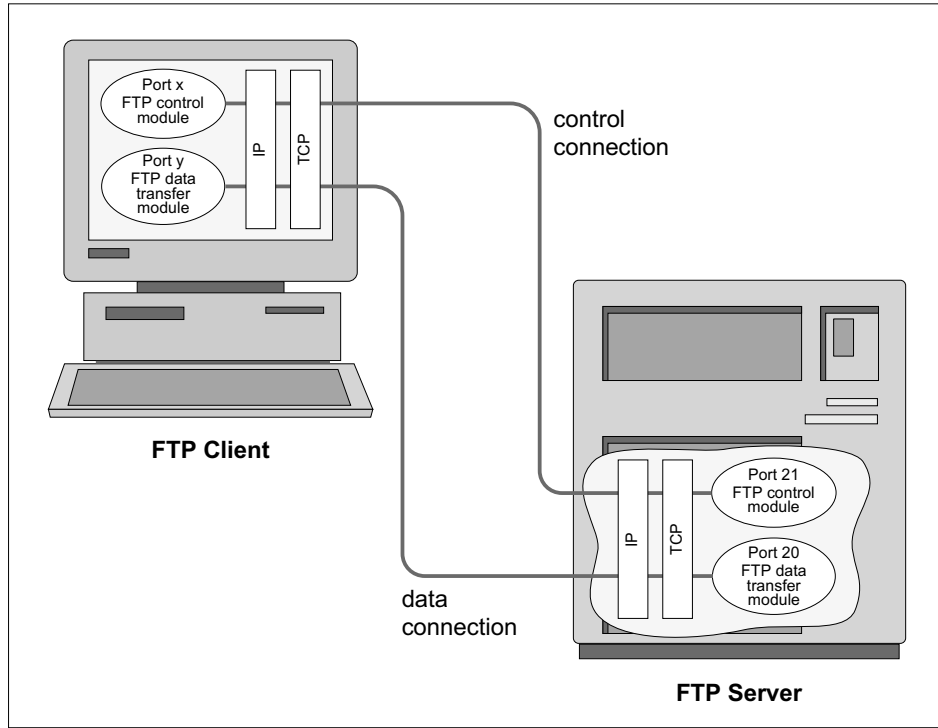 Port x
FTP control
module
Port y
FTP data
transfer
module
IP
TCP
control
connection
FTP Client
IP
TCP
Port 21
FTP control
module
Port 20
FTP data
transfer
module
data
connection
FTP Server